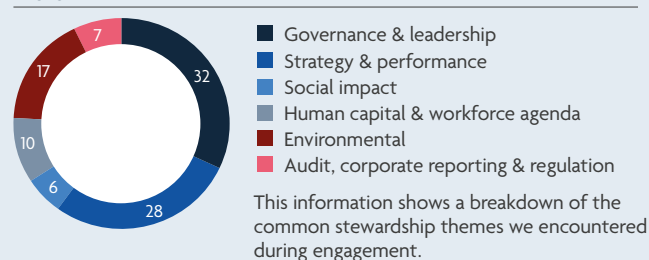 7
32
17
10
6
28
Governance & leadership
Strategy & performance
Social impact
Human capital & workforce agenda
Environmental
Audit, corporate reporting & regulation
This information shows a breakdown of the
common stewardship themes we encountered
during engagement.